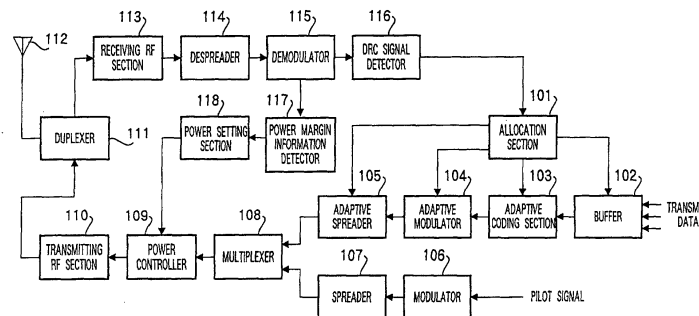 112
113
RECEIVING RF
SECTION
114
DESPREADER
115
DEMODULATOR
116
DRC SIGNAL
DETECTOR
101
ALLOCATION
SECTION
118
POWER SETTING
SECTION
117
POWER MARGIN
INFORMATION
DETECTOR
DUPLEXER
111
105
ADAPTIVE
SPREADER
104
ADAPTIVE
MODULATOR
103
ADAPTIVE
CODING SECTION
102
BUFFER
TRANSM
DATA
110
TRANSMITTING
RF SECTION
109
POWER
CONTROLLER
108
MULTIPLEXER
107
SPREADER
106
MODULATOR
PILOT SIGNAL